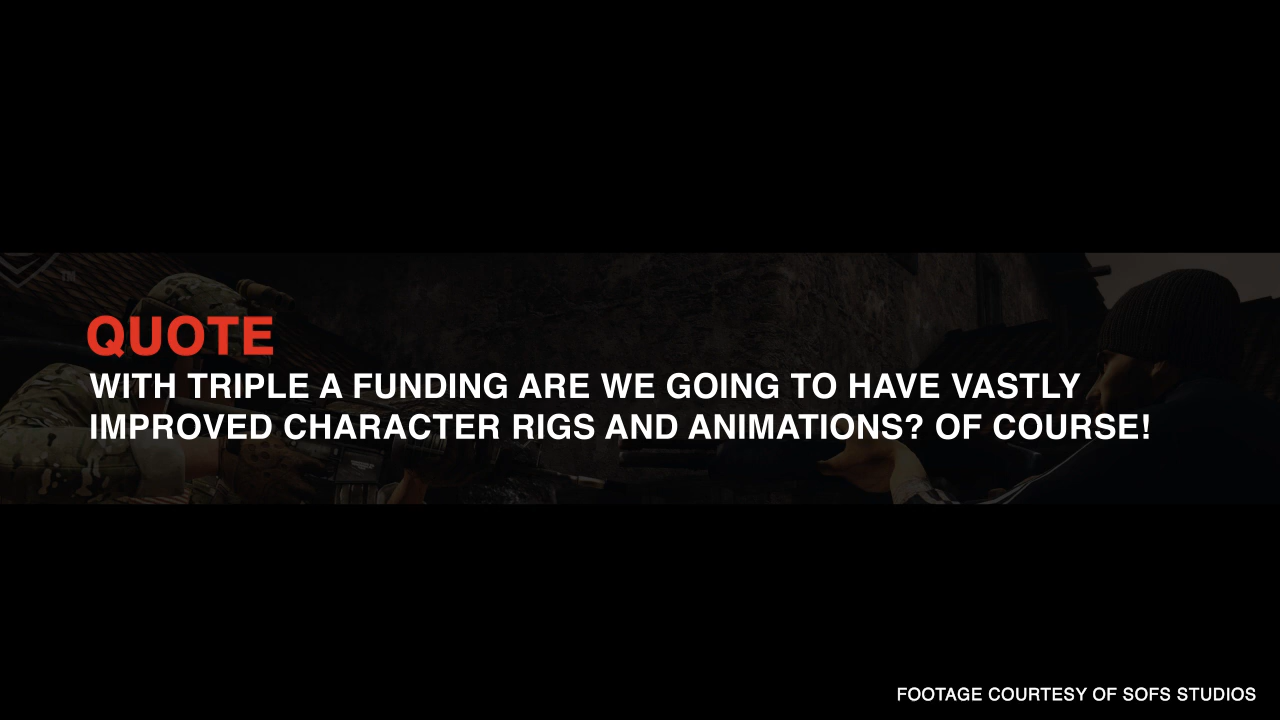 TM
QUOTE
WITH TRIPLE A FUNDING ARE WE GOING TO HAVE VASTLY
IMPROVED CHARACTER RIGS AND ANIMATIONS? OF COURSE!
FOOTAGE COURTESY OF SOFS STUDIOS